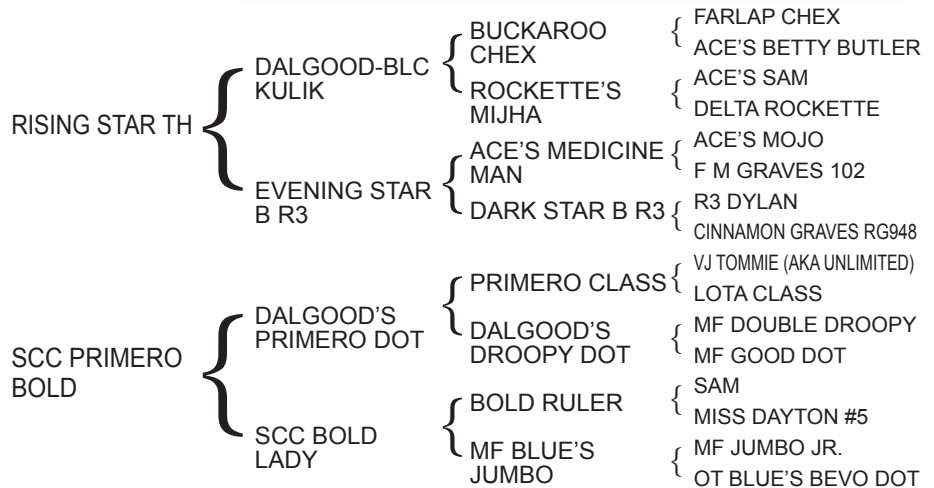 RISING STAR TH
DALGOOD-BLC
KULIK
BUCKAROO
CHEX
FARLAP CHEX
ACE’S BETTY BUTLER
ROCKETTE’S
MIJHA
ACE’S SAM
DELTA ROCKETTE
EVENING STAR
B R3
ACE’S MEDICINE
MAN
ACE’S MOJO
F M GRAVES 102
DARK STAR B R3
R3 DYLAN
CINNAMON GRAVES RG948
SCC PRIMERO
BOLD
DALGOOD’S
PRIMERO DOT
PRIMERO CLASS
VJ TOMMIE (AKA UNLIMITED)
LOTA CLASS
DALGOOD’S
DROOPY DOT
MF DOUBLE DROOPY
MF GOOD DOT
SCC BOLD
LADY
BOLD RULER
SAM
MISS DAYTON #5
MF BLUE’S
JUMBO
MF JUMBO JR.
OT BLUE’S BEVO DOT